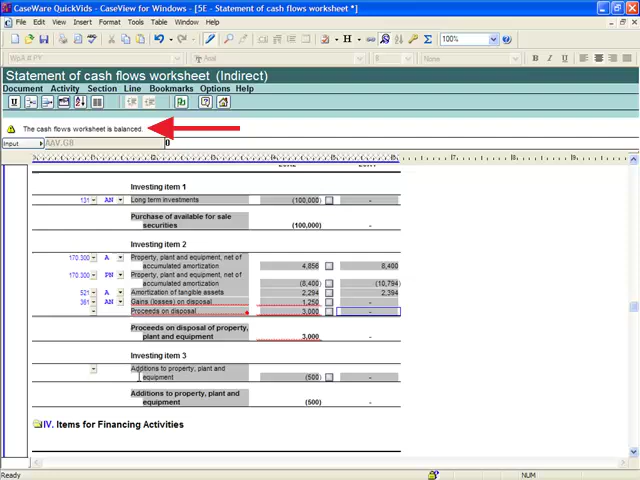 CaseWare QuickVids - CaseView for Windows - [5E - Statement of cash flows worksheet *]
File Edit View Insert Format Tools Table Window Help
100%
None
B I U
Statement of cash flows worksheet (Indirect)
Document Activity Section Line Bookmarks Options Help
The cash flows worksheet is balanced.
Input AAV.G8 0
Investing item 1
131 AN Long term investments (100,000) -
Purchase of available for sale
securities (100,000) -
Investing item 2
170.300 A Property, plant and equipment, net of
accumulated amortization 4,856 8,400
170.300 PN Property, plant and equipment, net of
accumulated amortization (8,400) (10,794)
521 A Amortization of tangible assets 2,294 2,394
361 AN Gains (losses) on disposal 1,250 -
Proceeds on disposal 3,000 -
Proceeds on disposal of property,
plant and equipment 3,000 -
Investing item 3
Additions to property, plant and
equipment (500) -
Additions to property, plant and
equipment (500) -
IV. Items for Financing Activities
Ready NUM